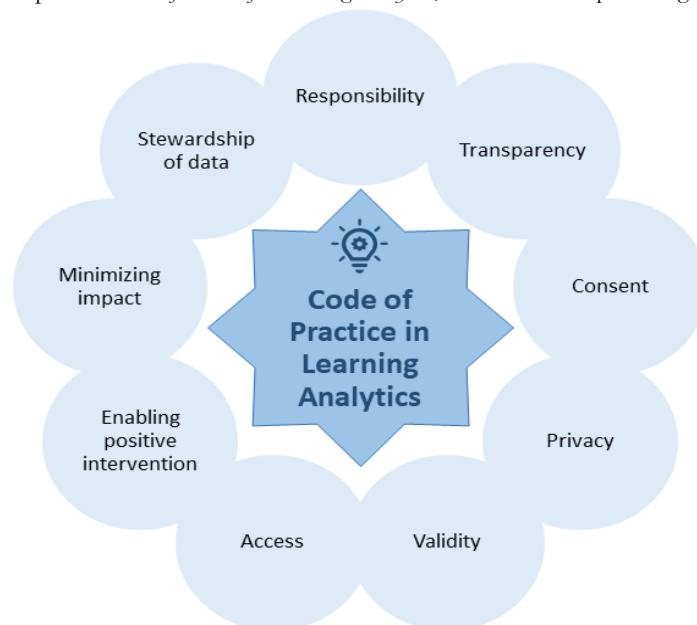 Responsibility
Transparency
Consent
Privacy
Validity
Access
Enabling
positive
intervention
Minimizing
impact
Stewardship
of data
Code of
Practice in
Learning
Analytics